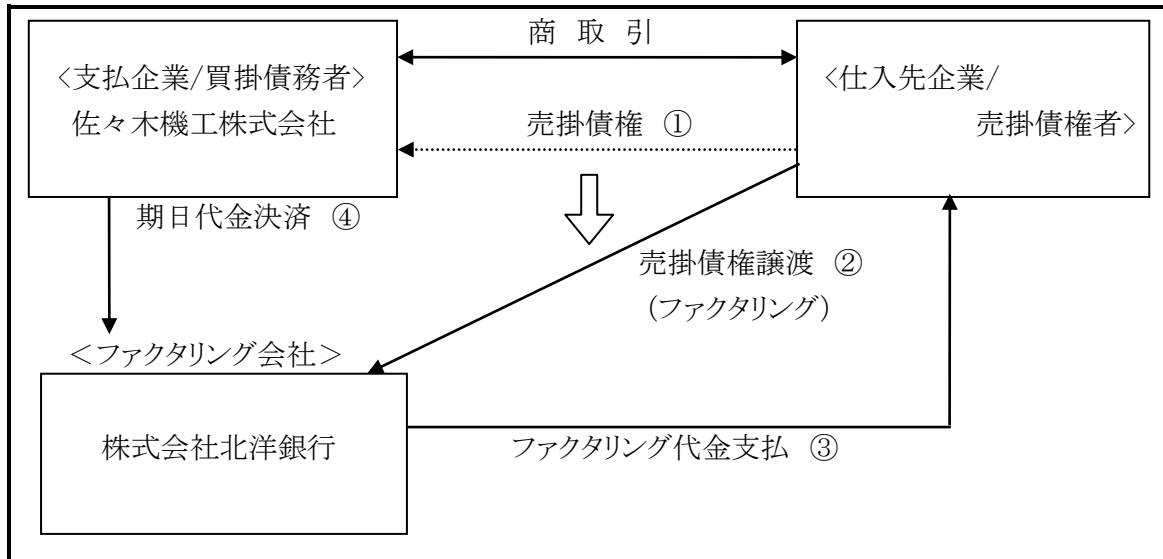 商 取 引
<支払企業/買掛債務者>
佐々木機工株式会社
<仕入先企業/
売掛債権者>
売掛債権 ①
期日代金決済 ④
売掛債権譲渡 ②
(ファクタリング)
<ファクタリング会社>
株式会社北洋銀行
ファクタリング代金支払 ③